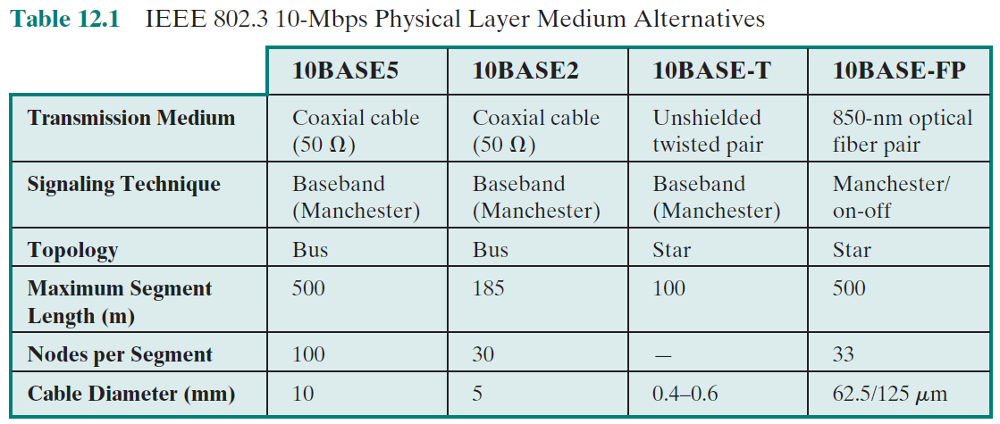 Table 12.1 IEEE 802.3 10-Mbps Physical Layer Medium Alternatives
10BASE5 10BASE2 10BASE-T 10BASE-FP
Transmission Medium Coaxial cable (50 Ω) Coaxial cable (50 Ω) Unshielded twisted pair 850-nm optical fiber pair
Signaling Technique Baseband (Manchester) Baseband (Manchester) Baseband (Manchester) Manchester/on-off
Topology Bus Bus Star Star
Maximum Segment Length (m) 500 185 100 500
Nodes per Segment 100 30 — 33
Cable Diameter (mm) 10 5 0.4–0.6 62.5/125 μm